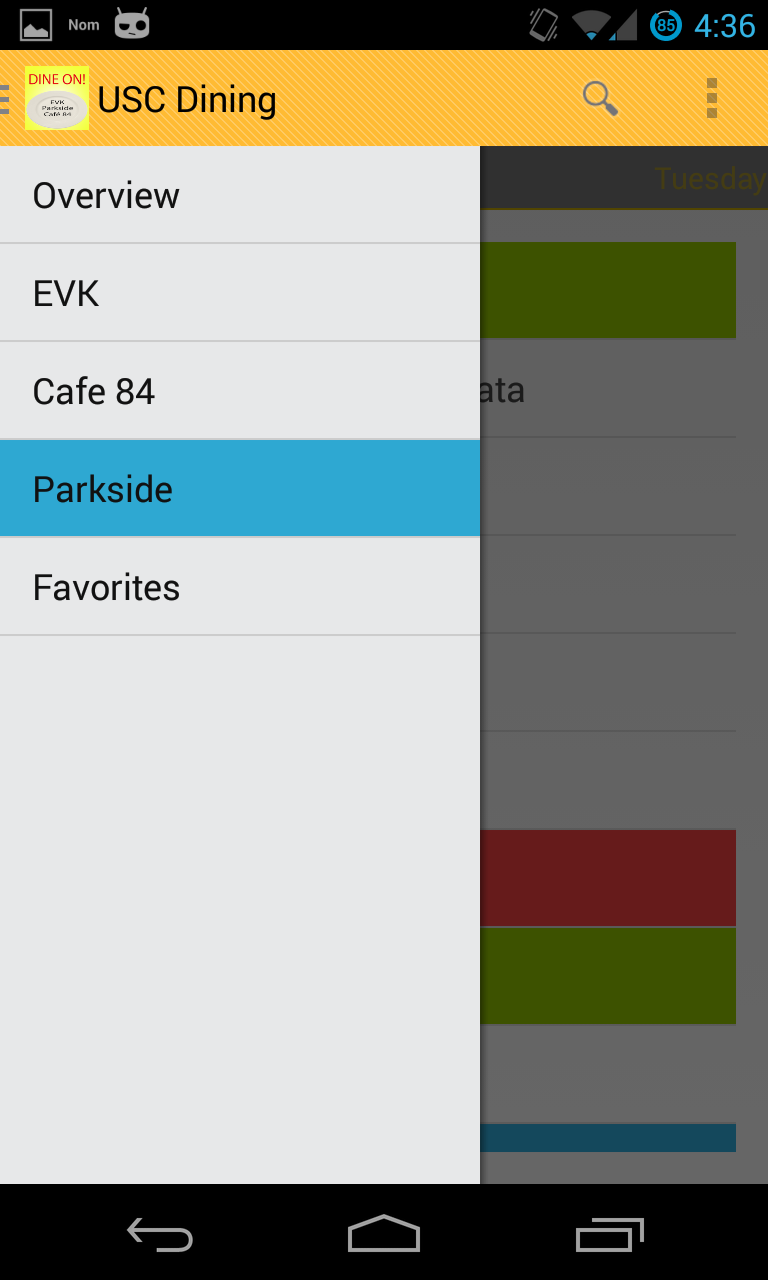 Nom 85 4:36
DINE ON!
EVK
Parkside
Café 84
USC Dining
Tuesday
Overview
EVK
Cafe 84
ata
Parkside
Favorites